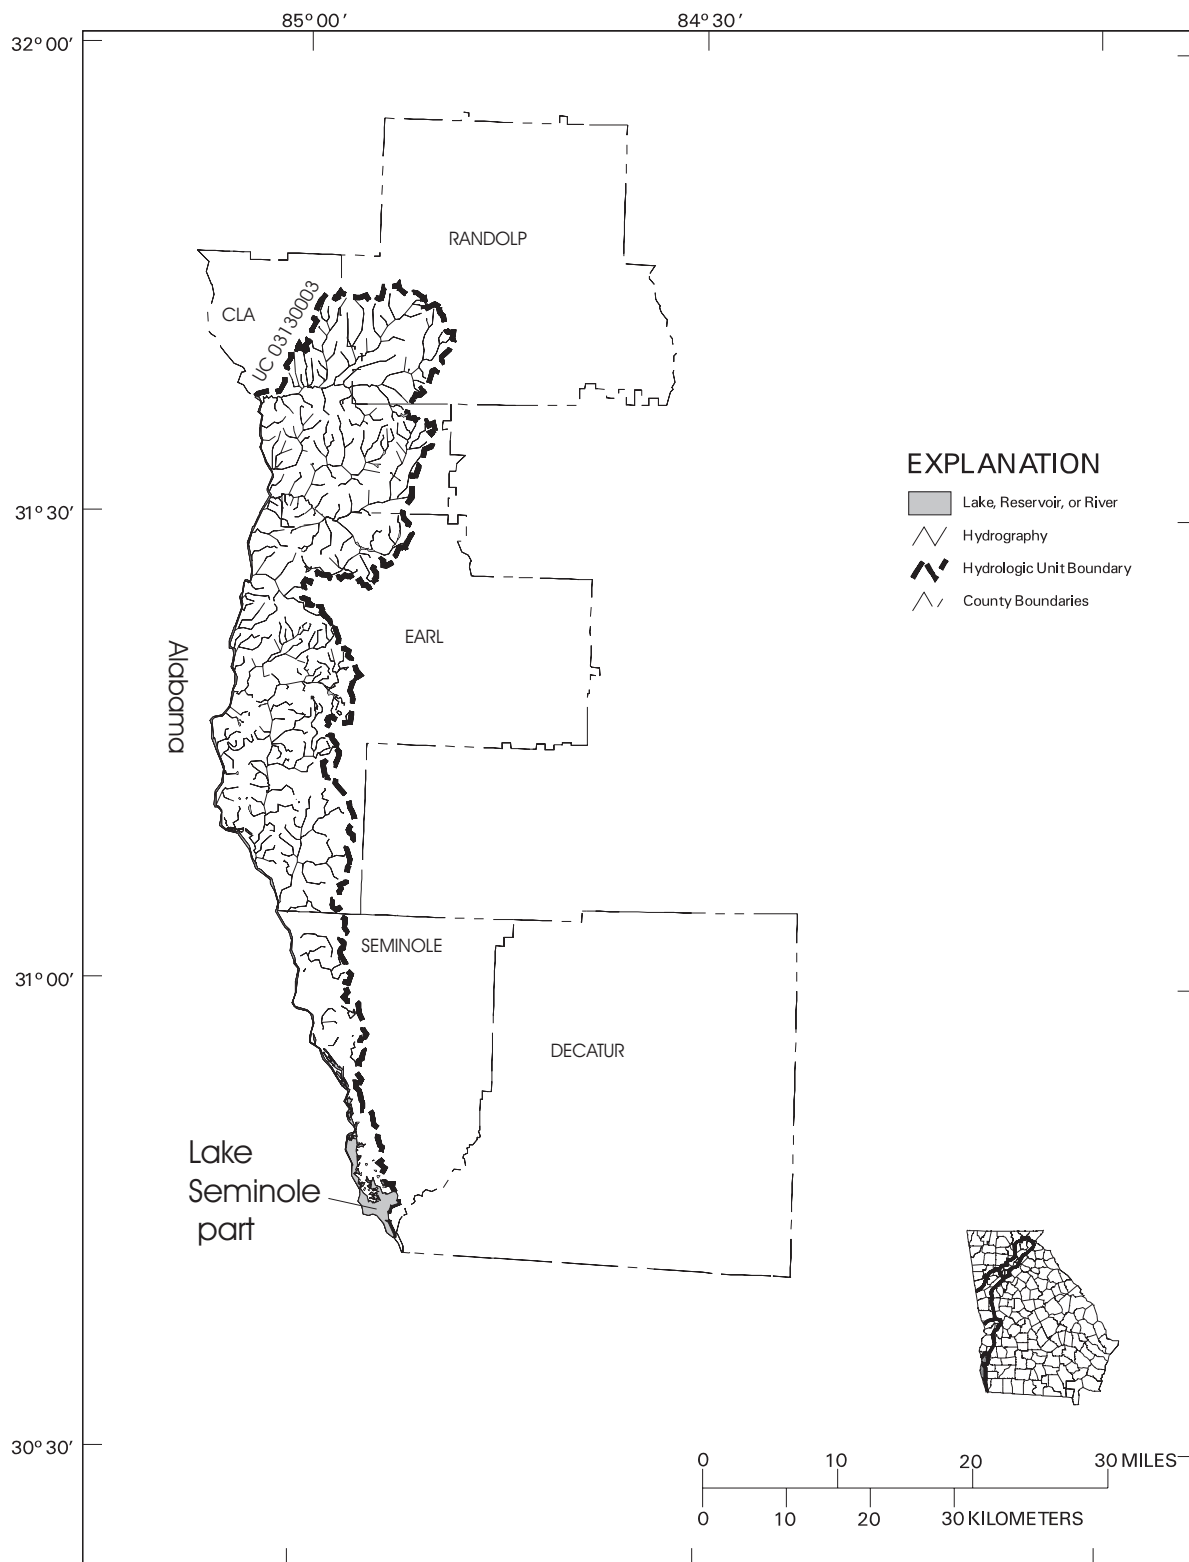 85° 00'
84° 30'
32° 00'
RANDOLP
CLA
UC 03130003
EXPLANATION
Lake, Reservoir, or River
31° 30'
Hydrography
Hydrologic Unit Boundary
County Boundaries
EARL
Alabama
SEMINOLE
31° 00'
DECATUR
Lake
Seminole
part
30° 30'
0 10 20 30 MILES
0 10 20 30 KILOMETERS